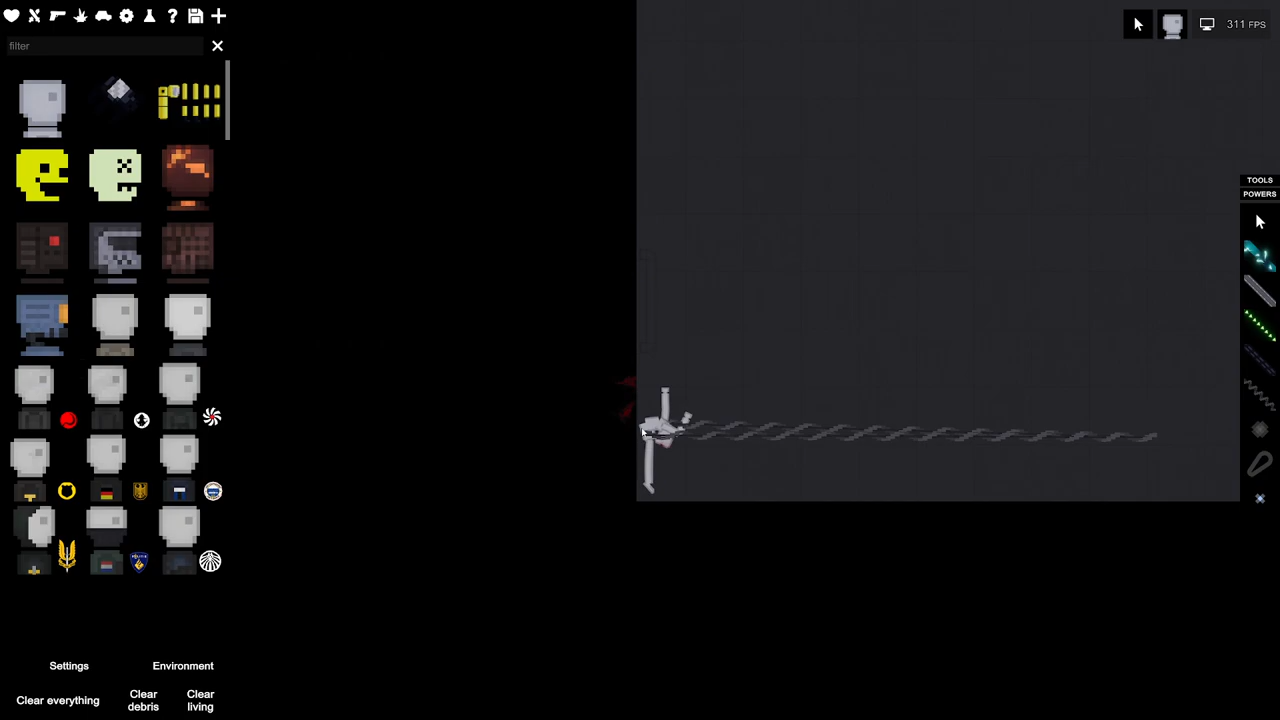 311 FPS
filter
TOOLS
POWERS
Settings
Environment
Clear everything
Clear
debris
Clear
living